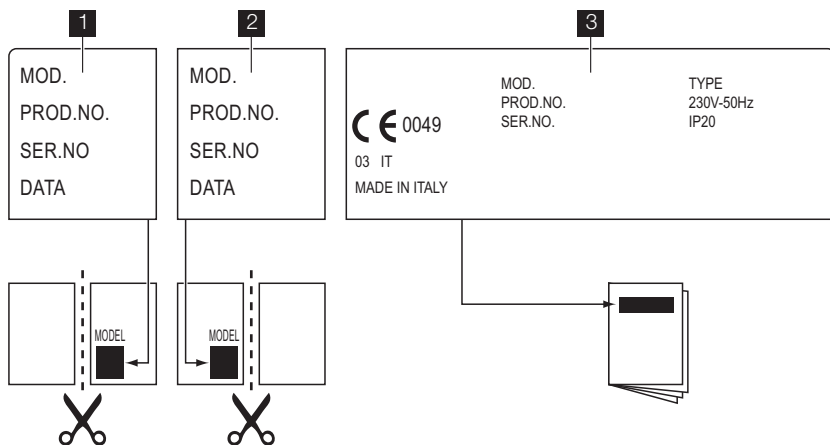 1
MOD.
PROD.NO.
SER.NO
DATA
2
MOD.
PROD.NO.
SER.NO
DATA
3
CE 0049
03 IT
MADE IN ITALY
MOD.
PROD.NO.
SER.NO.
TYPE
230V-50Hz
IP20
MODEL
MODEL